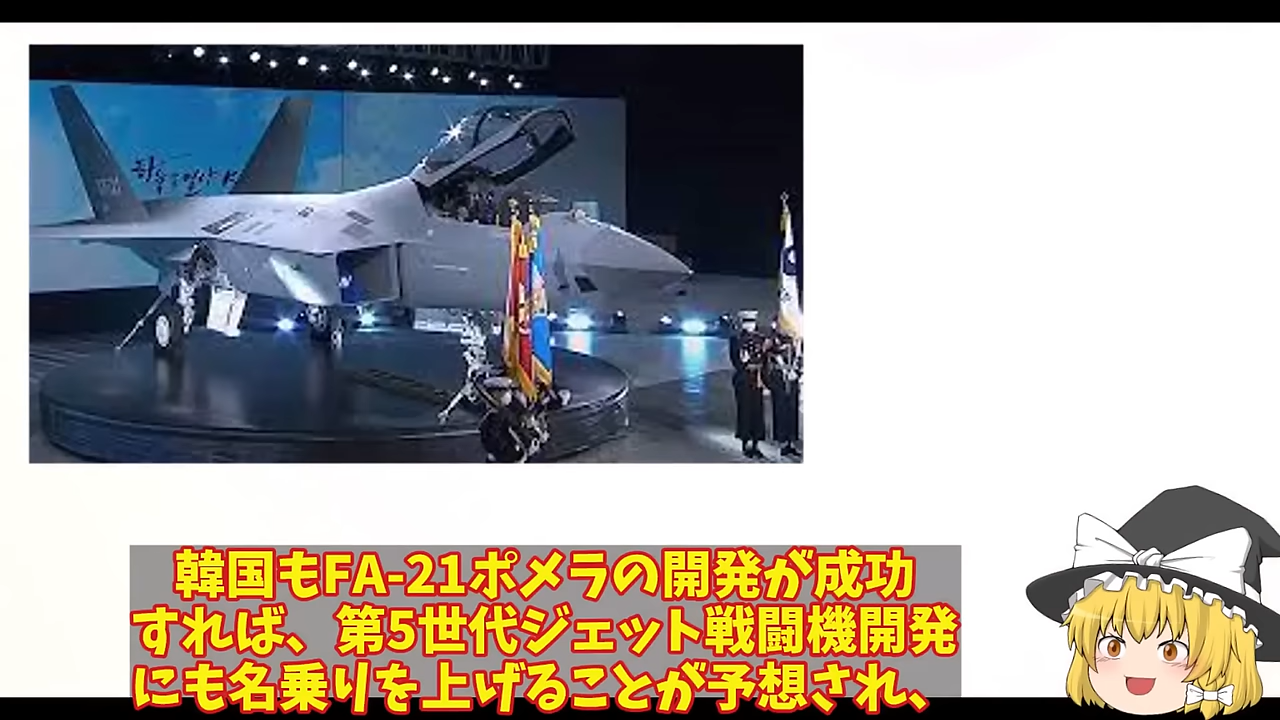 韓国もFA-21ポメラの開発が成功
すれば、第5世代ジェット戦闘機開発
にも名乗りを上げることが予想され、